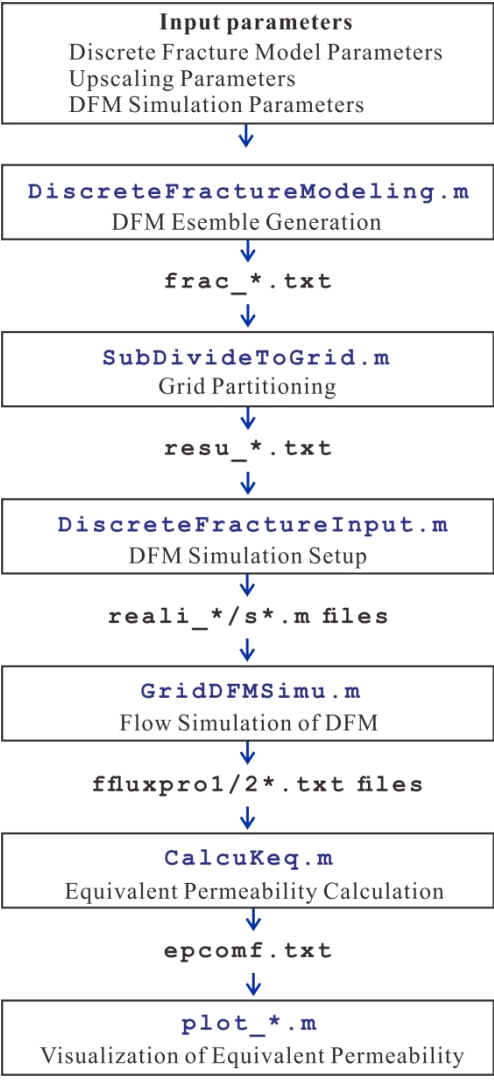 Input parameters
Discrete Fracture Model Parameters
Upscaling Parameters
DFM Simulation Parameters
DiscreteFractureModeling.m
DFM Esemble Generation
frac_*.txt
SubDivideToGrid.m
Grid Partitioning
resu_*.txt
DiscreteFractureInput.m
DFM Simulation Setup
reali_*/s*.m files
GridDFMSimu.m
Flow Simulation of DFM
ffluxpro1/2*.txt files
CalcuKeq.m
Equivalent Permeability Calculation
epcomf.txt
plot_*.m
Visualization of Equivalent Permeability